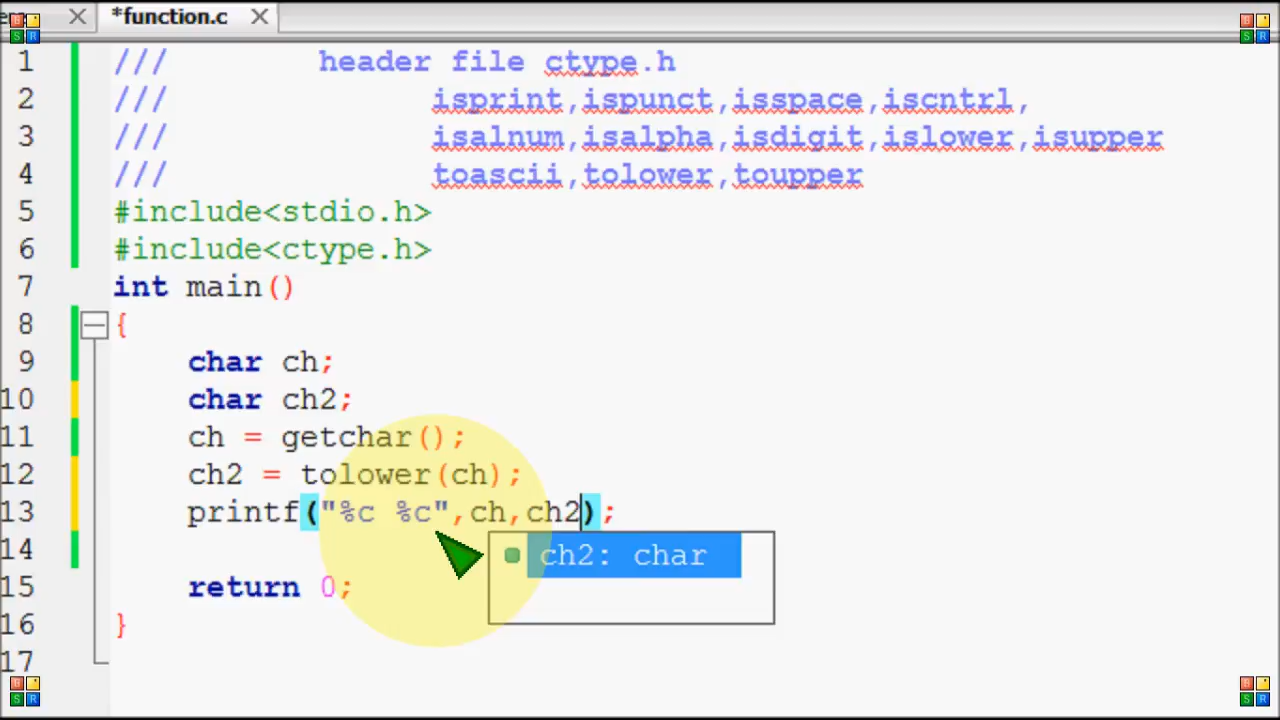 *function.c
1 /// header file ctype.h
2 /// isprint,ispunct,isspace,iscntrl,
3 /// isalnum,isalpha,isdigit,islower,isupper
4 /// toascii,tolower,toupper
5 #include<stdio.h>
6 #include<ctype.h>
7 int main()
8 {
9 char ch;
10 char ch2;
11 ch = getchar();
12 ch2 = tolower(ch);
13 printf("%c %c",ch,ch2);
14 ch2: char
15 return 0;
16 }
17